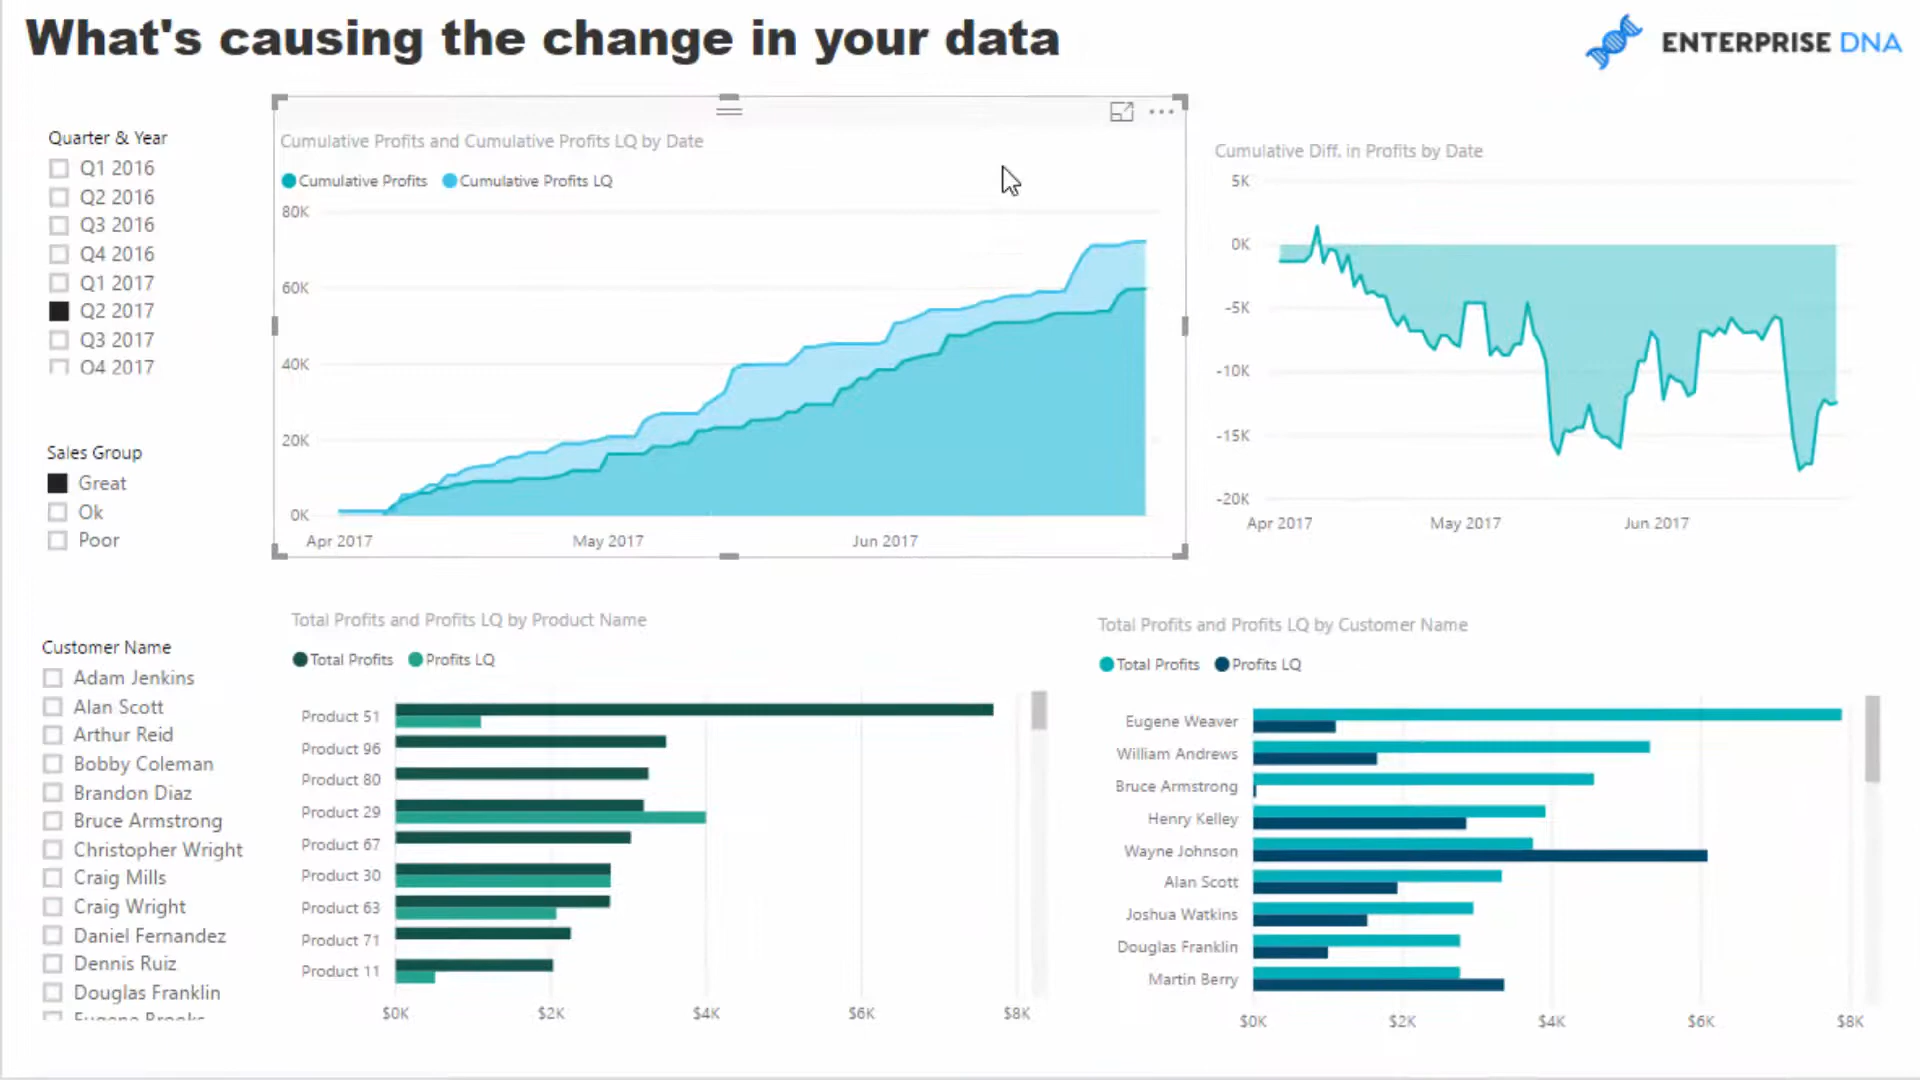 What's causing the change in your data
ENTERPRISE DNA
Quarter & Year
Q1 2016
Q2 2016
Q3 2016
Q4 2016
Q1 2017
Q2 2017
Q3 2017
Q4 2017
Sales Group
Great
Ok
Poor
Customer Name
Adam Jenkins
Alan Scott
Arthur Reid
Bobby Coleman
Brandon Diaz
Bruce Armstrong
Christopher Wright
Craig Mills
Craig Wright
Daniel Fernandez
Dennis Ruiz
Douglas Franklin
Eugene Brooks
Cumulative Profits and Cumulative Profits LQ by Date
Cumulative Profits Cumulative Profits LQ
80K
60K
40K
20K
0K
Apr 2017 May 2017 Jun 2017
Cumulative Diff. in Profits by Date
5K
0K
-5K
-10K
-15K
-20K
Apr 2017 May 2017 Jun 2017
Total Profits and Profits LQ by Product Name
Total Profits Profits LQ
Product 51
Product 96
Product 80
Product 29
Product 67
Product 30
Product 63
Product 71
Product 11
$0K $2K $4K $6K $8K
Total Profits and Profits LQ by Customer Name
Total Profits Profits LQ
Eugene Weaver
William Andrews
Bruce Armstrong
Henry Kelley
Wayne Johnson
Alan Scott
Joshua Watkins
Douglas Franklin
Martin Berry
$0K $2K $4K $6K $8K